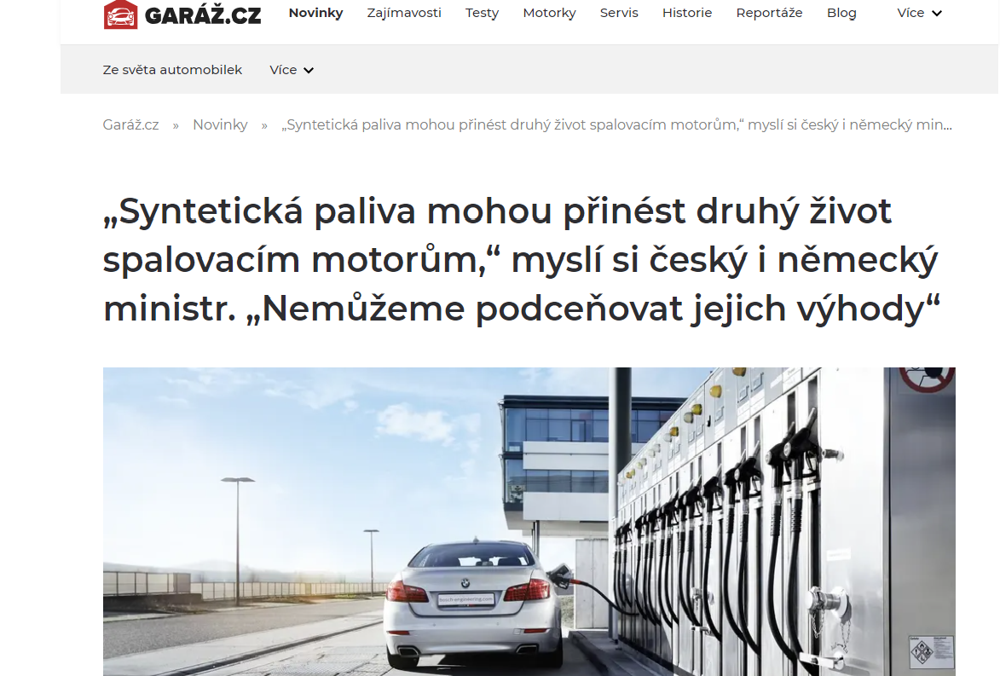 GARÁŽ.CZ Novinky Zajímavosti Testy Motorky Servis Historie Reportáže Blog Více
Ze světa automobilek Více
Garáž.cz » Novinky » „Syntetická paliva mohou přinést druhý život spalovacím motorům,“ myslí si český i německý min...
„Syntetická paliva mohou přinést druhý život
spalovacím motorům,“ myslí si český i německý
ministr. „Nemůžeme podceňovat jejich výhody“
bosch-engineering.com